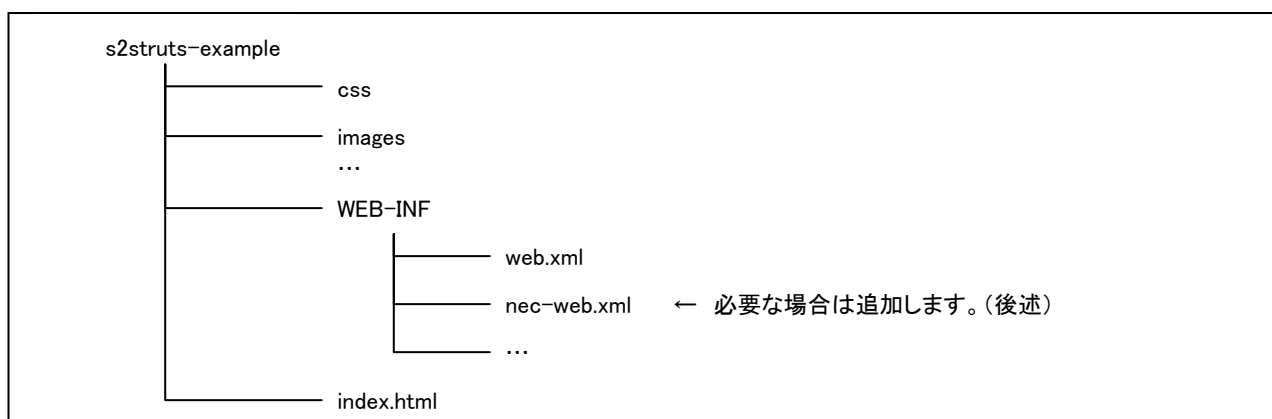 s2struts-example
css
images
…
WEB-INF
web.xml
nec-web.xml ← 必要な場合は追加します。（後述）
…
index.html